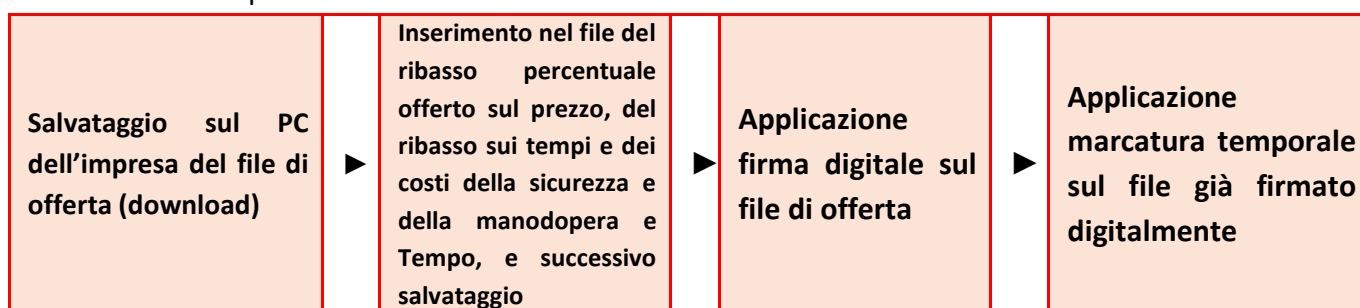 Salvataggio sul PC
dell'impresa del file di
offerta (download)
►
Inserimento nel file del
ribasso percentuale
offerto sul prezzo, del
ribasso sui tempi e dei
costi della sicurezza e
della manodopera e
Tempo, e successivo
salvataggio
►
Applicazione
firma digitale sul
file di offerta
►
Applicazione
marcatura temporale
sul file già firmato
digitalmente